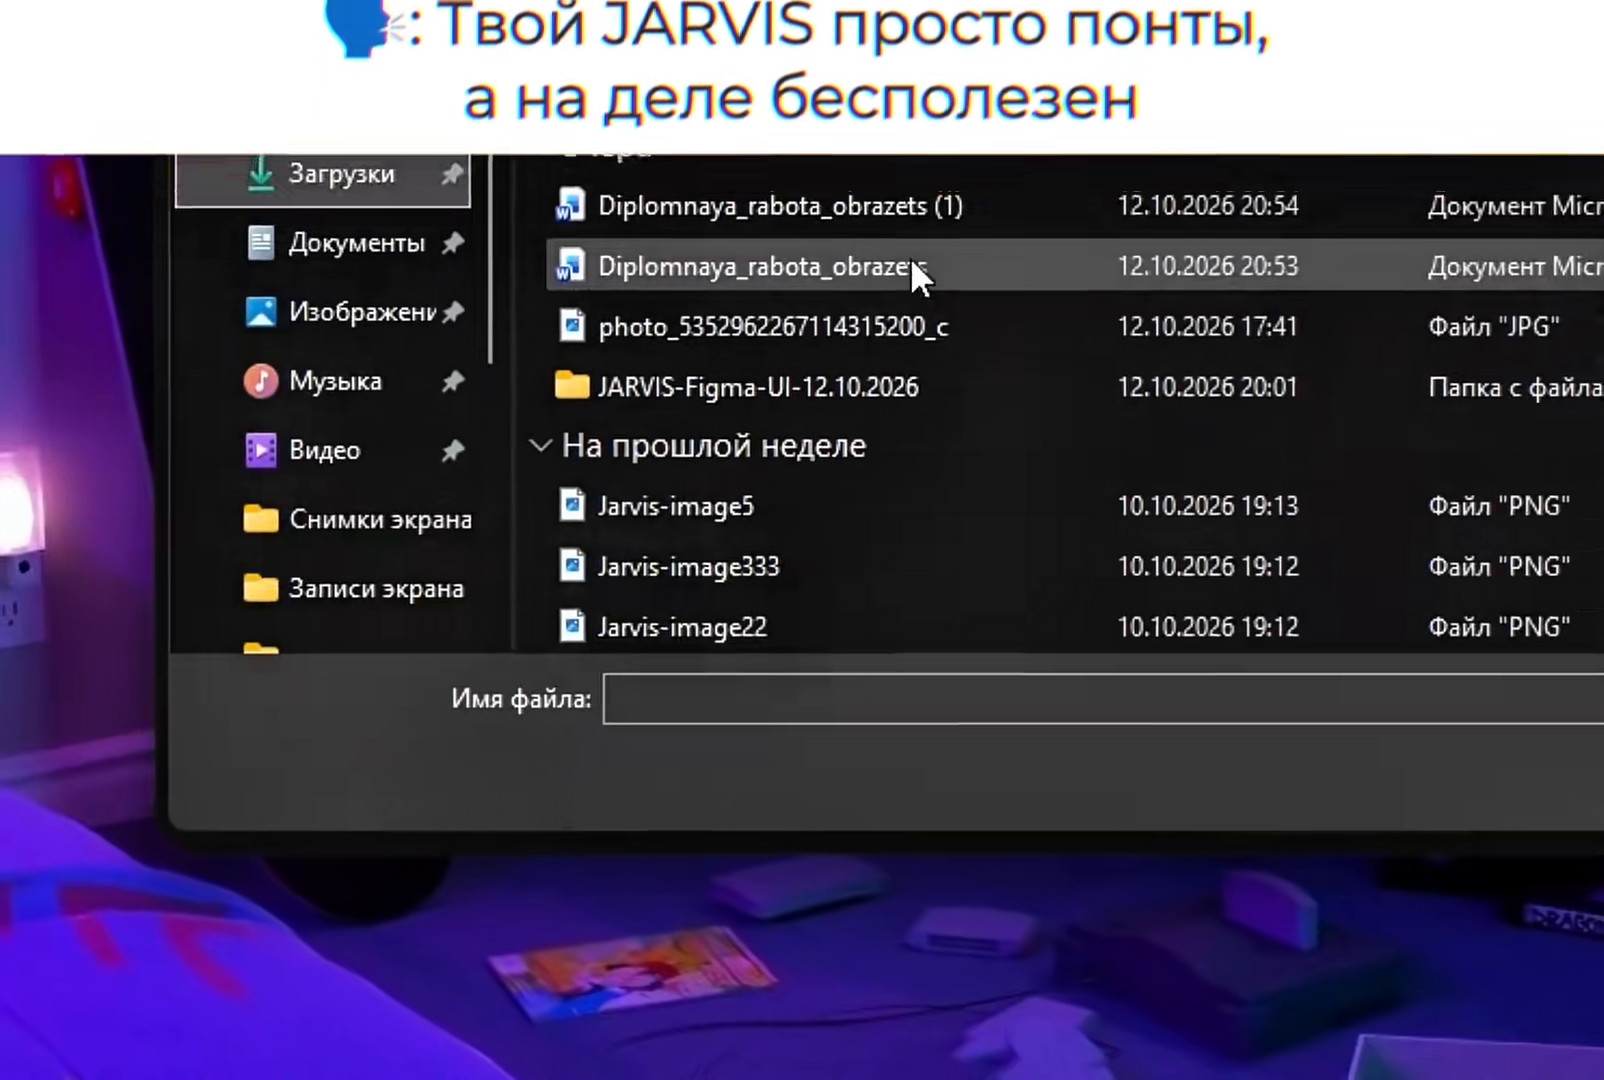 : Твой JARVIS просто понты,
а на деле бесполезен
Загрузки
Документы
Изображени
Музыка
Видео
Снимки экрана
Записи экрана
Diplomnaya_rabota_obrazets (1) 12.10.2026 20:54 Документ Micr
Diplomnaya_rabota_obrazets 12.10.2026 20:53 Документ Micr
photo_5352962267114315200_c 12.10.2026 17:41 Файл "JPG"
JARVIS-Figma-UI-12.10.2026 12.10.2026 20:01 Папка с файла
На прошлой неделе
Jarvis-image5 10.10.2026 19:13 Файл "PNG"
Jarvis-image333 10.10.2026 19:12 Файл "PNG"
Jarvis-image22 10.10.2026 19:12 Файл "PNG"
Имя файла:
DRAGO